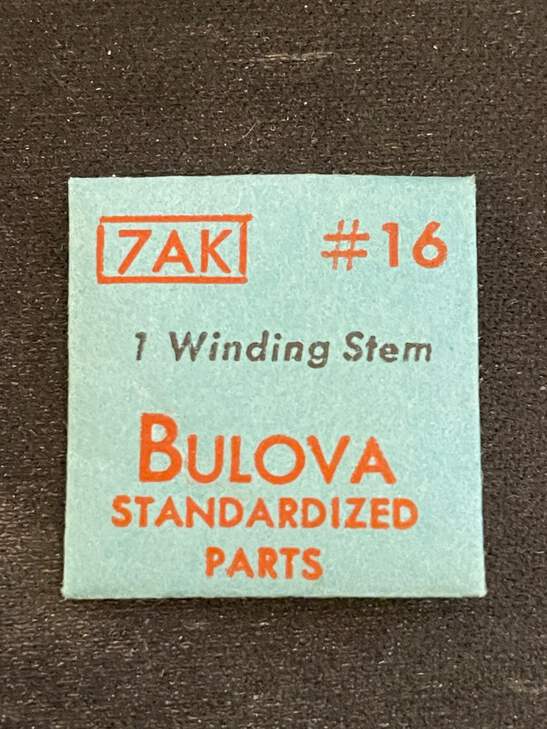 7AK #16
1 Winding Stem
BULOVA
STANDARDIZED
PARTS